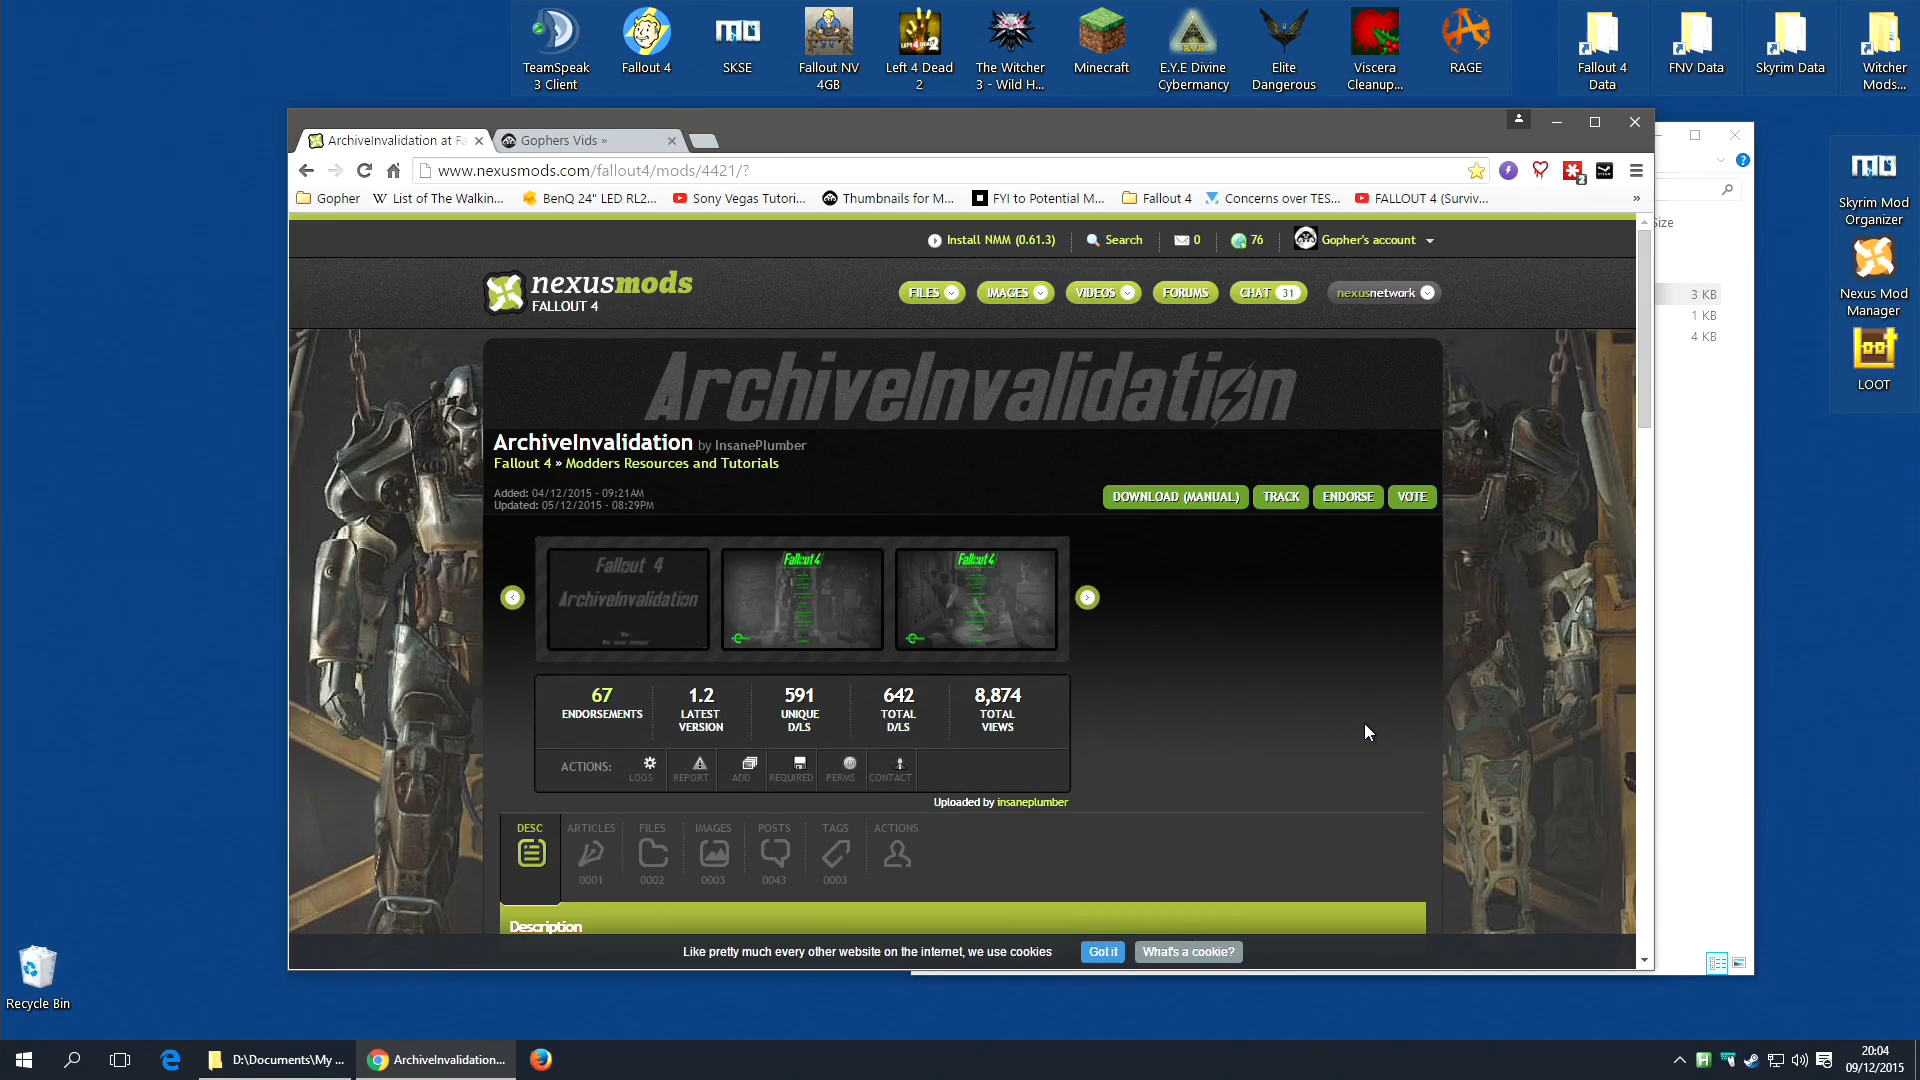 TeamSpeak
3 Client
Fallout 4
SKSE
Fallout NV
4GB
Left 4 Dead
2
The Witcher
3 - Wild H...
Minecraft
E.Y.E Divine
Cybermancy
Elite
Dangerous
Viscera
Cleanup...
RAGE
Fallout 4
Data
FNV Data
Skyrim Data
Witcher
Mods...
ArchiveInvalidation at Fa
Gophers Vids »
www.nexusmods.com/fallout4/mods/4421/?
Gopher
List of The Walkin...
BenQ 24" LED RL2...
Sony Vegas Tutori...
Thumbnails for M...
FYI to Potential M...
Fallout 4
Concerns over TES...
FALLOUT 4 (Surviv...
»
Size
3 KB
1 KB
4 KB
Skyrim Mod
Organizer
Nexus Mod
Manager
LOOT
Install NMM (0.61.3)
Search
0
76
Gopher's account
nexusmods
FALLOUT 4
FILES
IMAGES
VIDEOS
FORUMS
CHAT 31
nexusnetwork
ArchiveInvalidation
ArchiveInvalidation by InsanePlumber
Fallout 4 » Modders Resources and Tutorials
Added: 04/12/2015 - 09:21AM
Updated: 05/12/2015 - 08:29PM
DOWNLOAD (MANUAL)
TRACK
ENDORSE
VOTE
Fallout 4
ArchiveInvalidation
Fallout 4
Fallout 4
67
ENDORSEMENTS
1.2
LATEST
VERSION
591
UNIQUE
D/LS
642
TOTAL
D/LS
8,874
TOTAL
VIEWS
ACTIONS:
LOGS
REPORT
ADD
REQUIRED
PERMS
CONTACT
Uploaded by insaneplumber
DESC
ARTICLES
0001
FILES
0002
IMAGES
0003
POSTS
0043
TAGS
0003
ACTIONS
Description
Like pretty much every other website on the internet, we use cookies
Got it
What's a cookie?
Recycle Bin
D:\Documents\My ...
ArchiveInvalidation...
20:04
09/12/2015